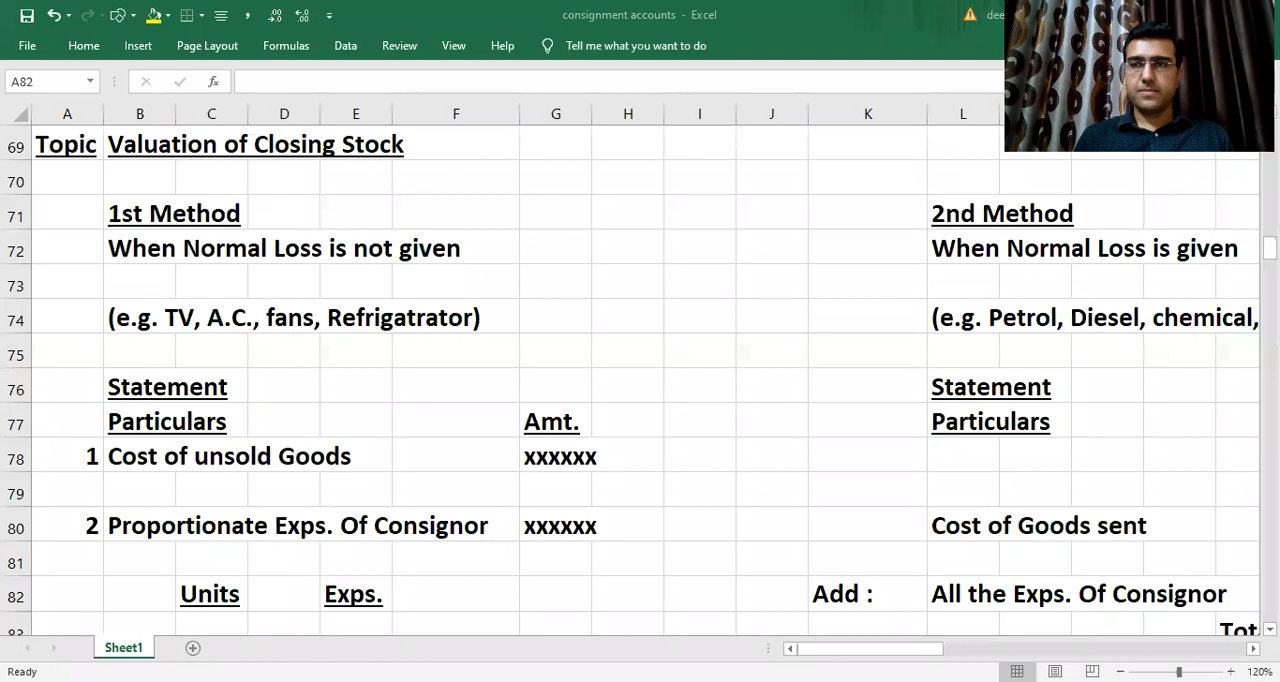 consignment accounts - Excel
dee
File Home Insert Page Layout Formulas Data Review View Help Tell me what you want to do
A82 fx
A B C D E F G H I J K L
69 Topic Valuation of Closing Stock
70
71 1st Method 2nd Method
72 When Normal Loss is not given When Normal Loss is given
73
74 (e.g. TV, A.C., fans, Refrigatrator) (e.g. Petrol, Diesel, chemical,
75
76 Statement Statement
77 Particulars Amt. Particulars
78 1 Cost of unsold Goods xxxxxx
79
80 2 Proportionate Exps. Of Consignor xxxxxx Cost of Goods sent
81
82 Units Exps. Add : All the Exps. Of Consignor
83 Tot
Sheet1
Ready 120%